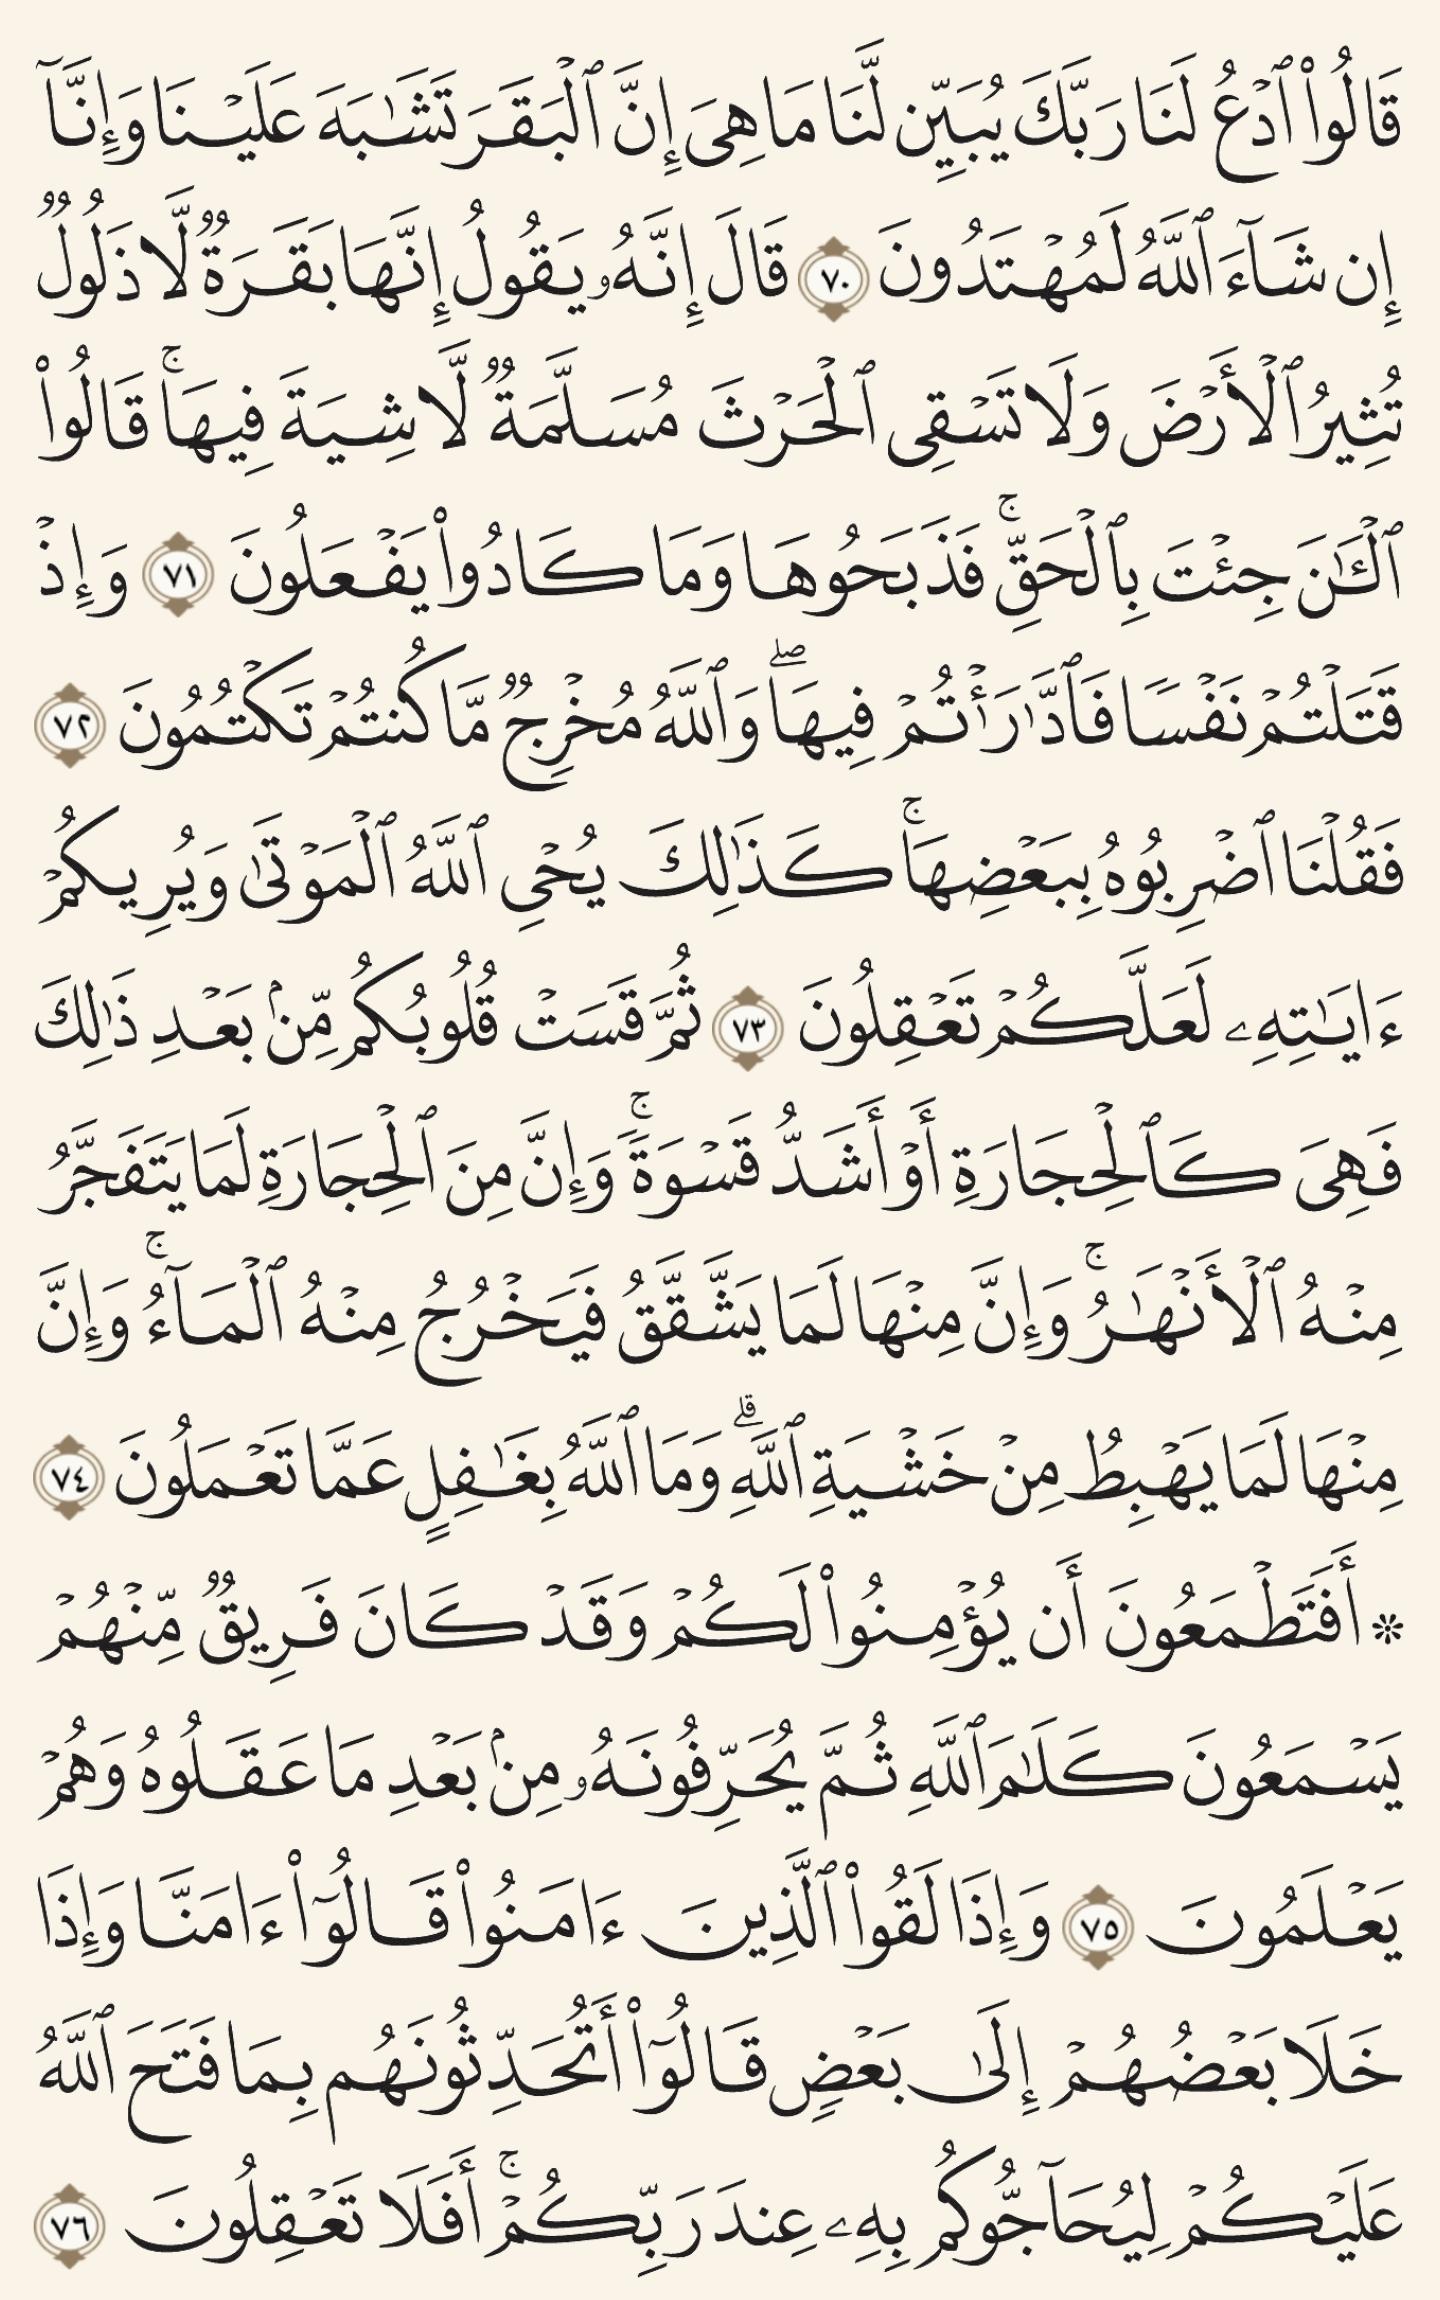 قَالُواْ ٱدْعُ لَنَا رَبَّكَ يُبَيِّن لَّنَا مَا هِىَ إِنَّ ٱلْبَقَرَ تَشَٰبَهَ عَلَيْنَا وَإِنَّآ
إِن شَآءَ ٱللَّهُ لَمُهْتَدُونَ ٧٠ قَالَ إِنَّهُۥ يَقُولُ إِنَّهَا بَقَرَةٌ لَّا ذَلُولٌ
تُثِيرُ ٱلْأَرْضَ وَلَا تَسْقِى ٱلْحَرْثَ مُسَلَّمَةٌ لَّا شِيَةَ فِيهَا ۚ قَالُواْ
ٱلْـَٰٔنَ جِئْتَ بِٱلْحَقِّ ۚ فَذَبَحُوهَا وَمَا كَادُواْ يَفْعَلُونَ ٧١ وَإِذْ
قَتَلْتُمْ نَفْسًا فَٱدَّٰرَٰٔتُمْ فِيهَا ۖ وَٱللَّهُ مُخْرِجٌ مَّا كُنتُمْ تَكْتُمُونَ ٧٢
فَقُلْنَا ٱضْرِبُوهُ بِبَعْضِهَا ۚ كَذَٰلِكَ يُحْىِ ٱللَّهُ ٱلْمَوْتَىٰ وَيُرِيكُمْ
ءَايَٰتِهِۦ لَعَلَّكُمْ تَعْقِلُونَ ٧٣ ثُمَّ قَسَتْ قُلُوبُكُم مِّنۢ بَعْدِ ذَٰلِكَ
فَهِىَ كَٱلْحِجَارَةِ أَوْ أَشَدُّ قَسْوَةً ۚ وَإِنَّ مِنَ ٱلْحِجَارَةِ لَمَا يَتَفَجَّرُ
مِنْهُ ٱلْأَنْهَٰرُ ۚ وَإِنَّ مِنْهَا لَمَا يَشَّقَّقُ فَيَخْرُجُ مِنْهُ ٱلْمَآءُ ۚ وَإِنَّ
مِنْهَا لَمَا يَهْبِطُ مِنْ خَشْيَةِ ٱللَّهِ ۗ وَمَا ٱللَّهُ بِغَٰفِلٍ عَمَّا تَعْمَلُونَ ٧٤
۞ أَفَتَطْمَعُونَ أَن يُؤْمِنُواْ لَكُمْ وَقَدْ كَانَ فَرِيقٌ مِّنْهُمْ
يَسْمَعُونَ كَلَٰمَ ٱللَّهِ ثُمَّ يُحَرِّفُونَهُۥ مِنۢ بَعْدِ مَا عَقَلُوهُ وَهُمْ
يَعْلَمُونَ ٧٥ وَإِذَا لَقُواْ ٱلَّذِينَ ءَامَنُواْ قَالُوٓاْ ءَامَنَّا وَإِذَا
خَلَا بَعْضُهُمْ إِلَىٰ بَعْضٍ قَالُوٓاْ أَتُحَدِّثُونَهُم بِمَا فَتَحَ ٱللَّهُ
عَلَيْكُمْ لِيُحَآجُّوكُم بِهِۦ عِندَ رَبِّكُمْ ۚ أَفَلَا تَعْقِلُونَ ٧٦